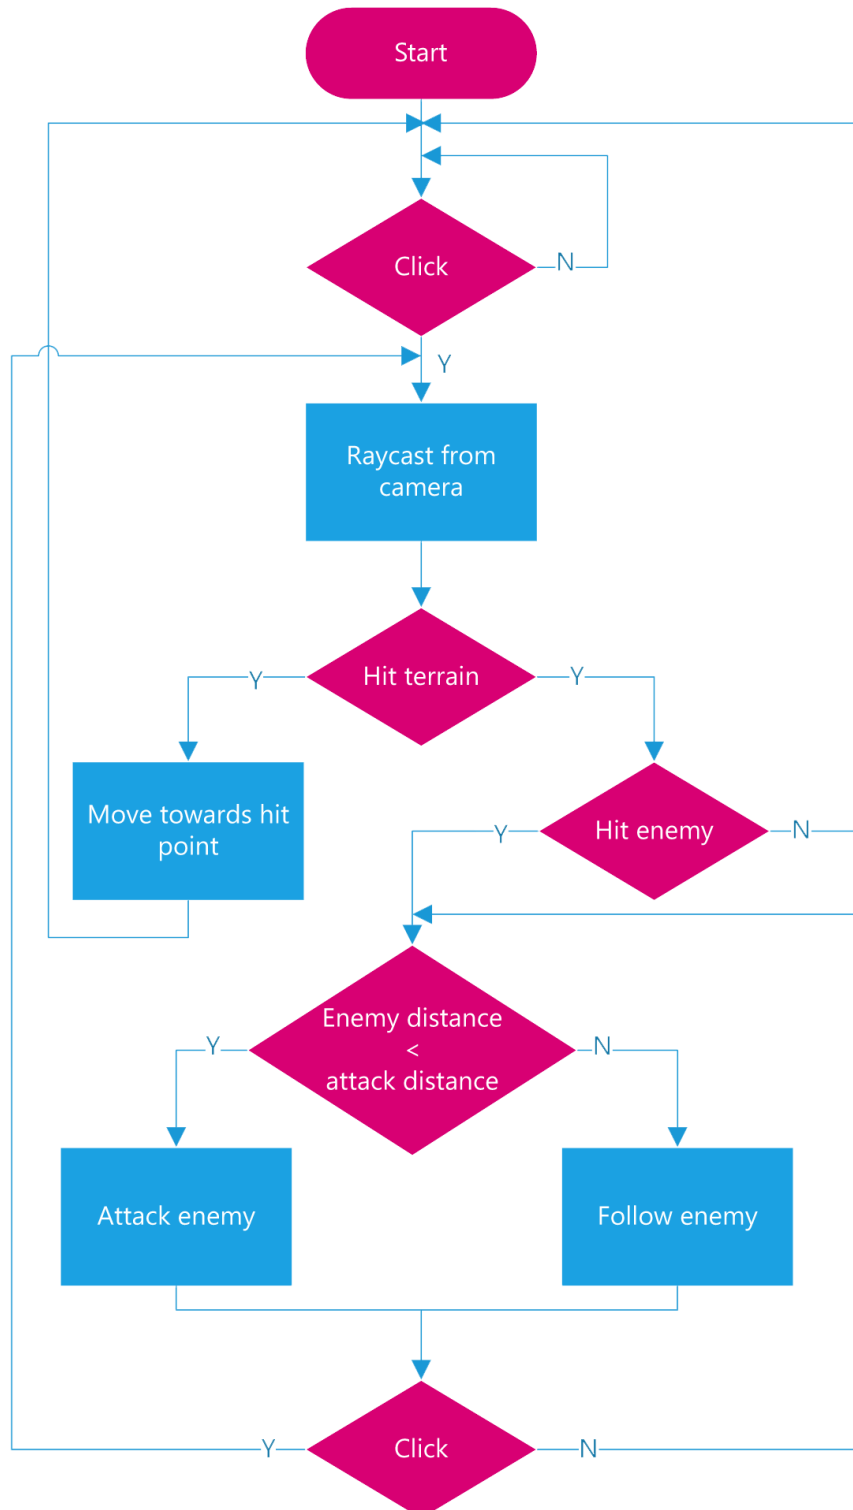 Start
Click
N
Y
Raycast from
camera
Hit terrain
Y
Y
Move towards hit
point
Hit enemy
Y
N
Enemy distance
<
attack distance
Y
N
Attack enemy
Follow enemy
Click
Y
N